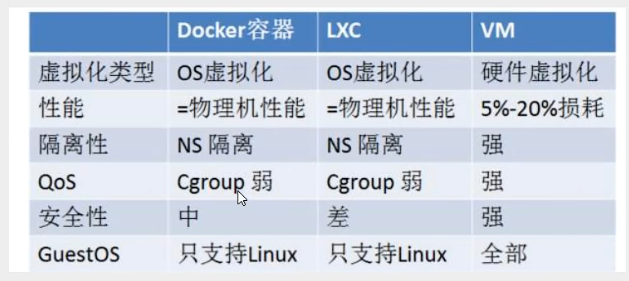 Docker容器 LXC VM
虚拟化类型 OS虚拟化 OS虚拟化 硬件虚拟化
性能 =物理机性能 =物理机性能 5%-20%损耗
隔离性 NS 隔离 NS 隔离 强
QoS Cgroup 弱 Cgroup 弱 强
安全性 中 差 强
GuestOS 只支持Linux 只支持Linux 全部